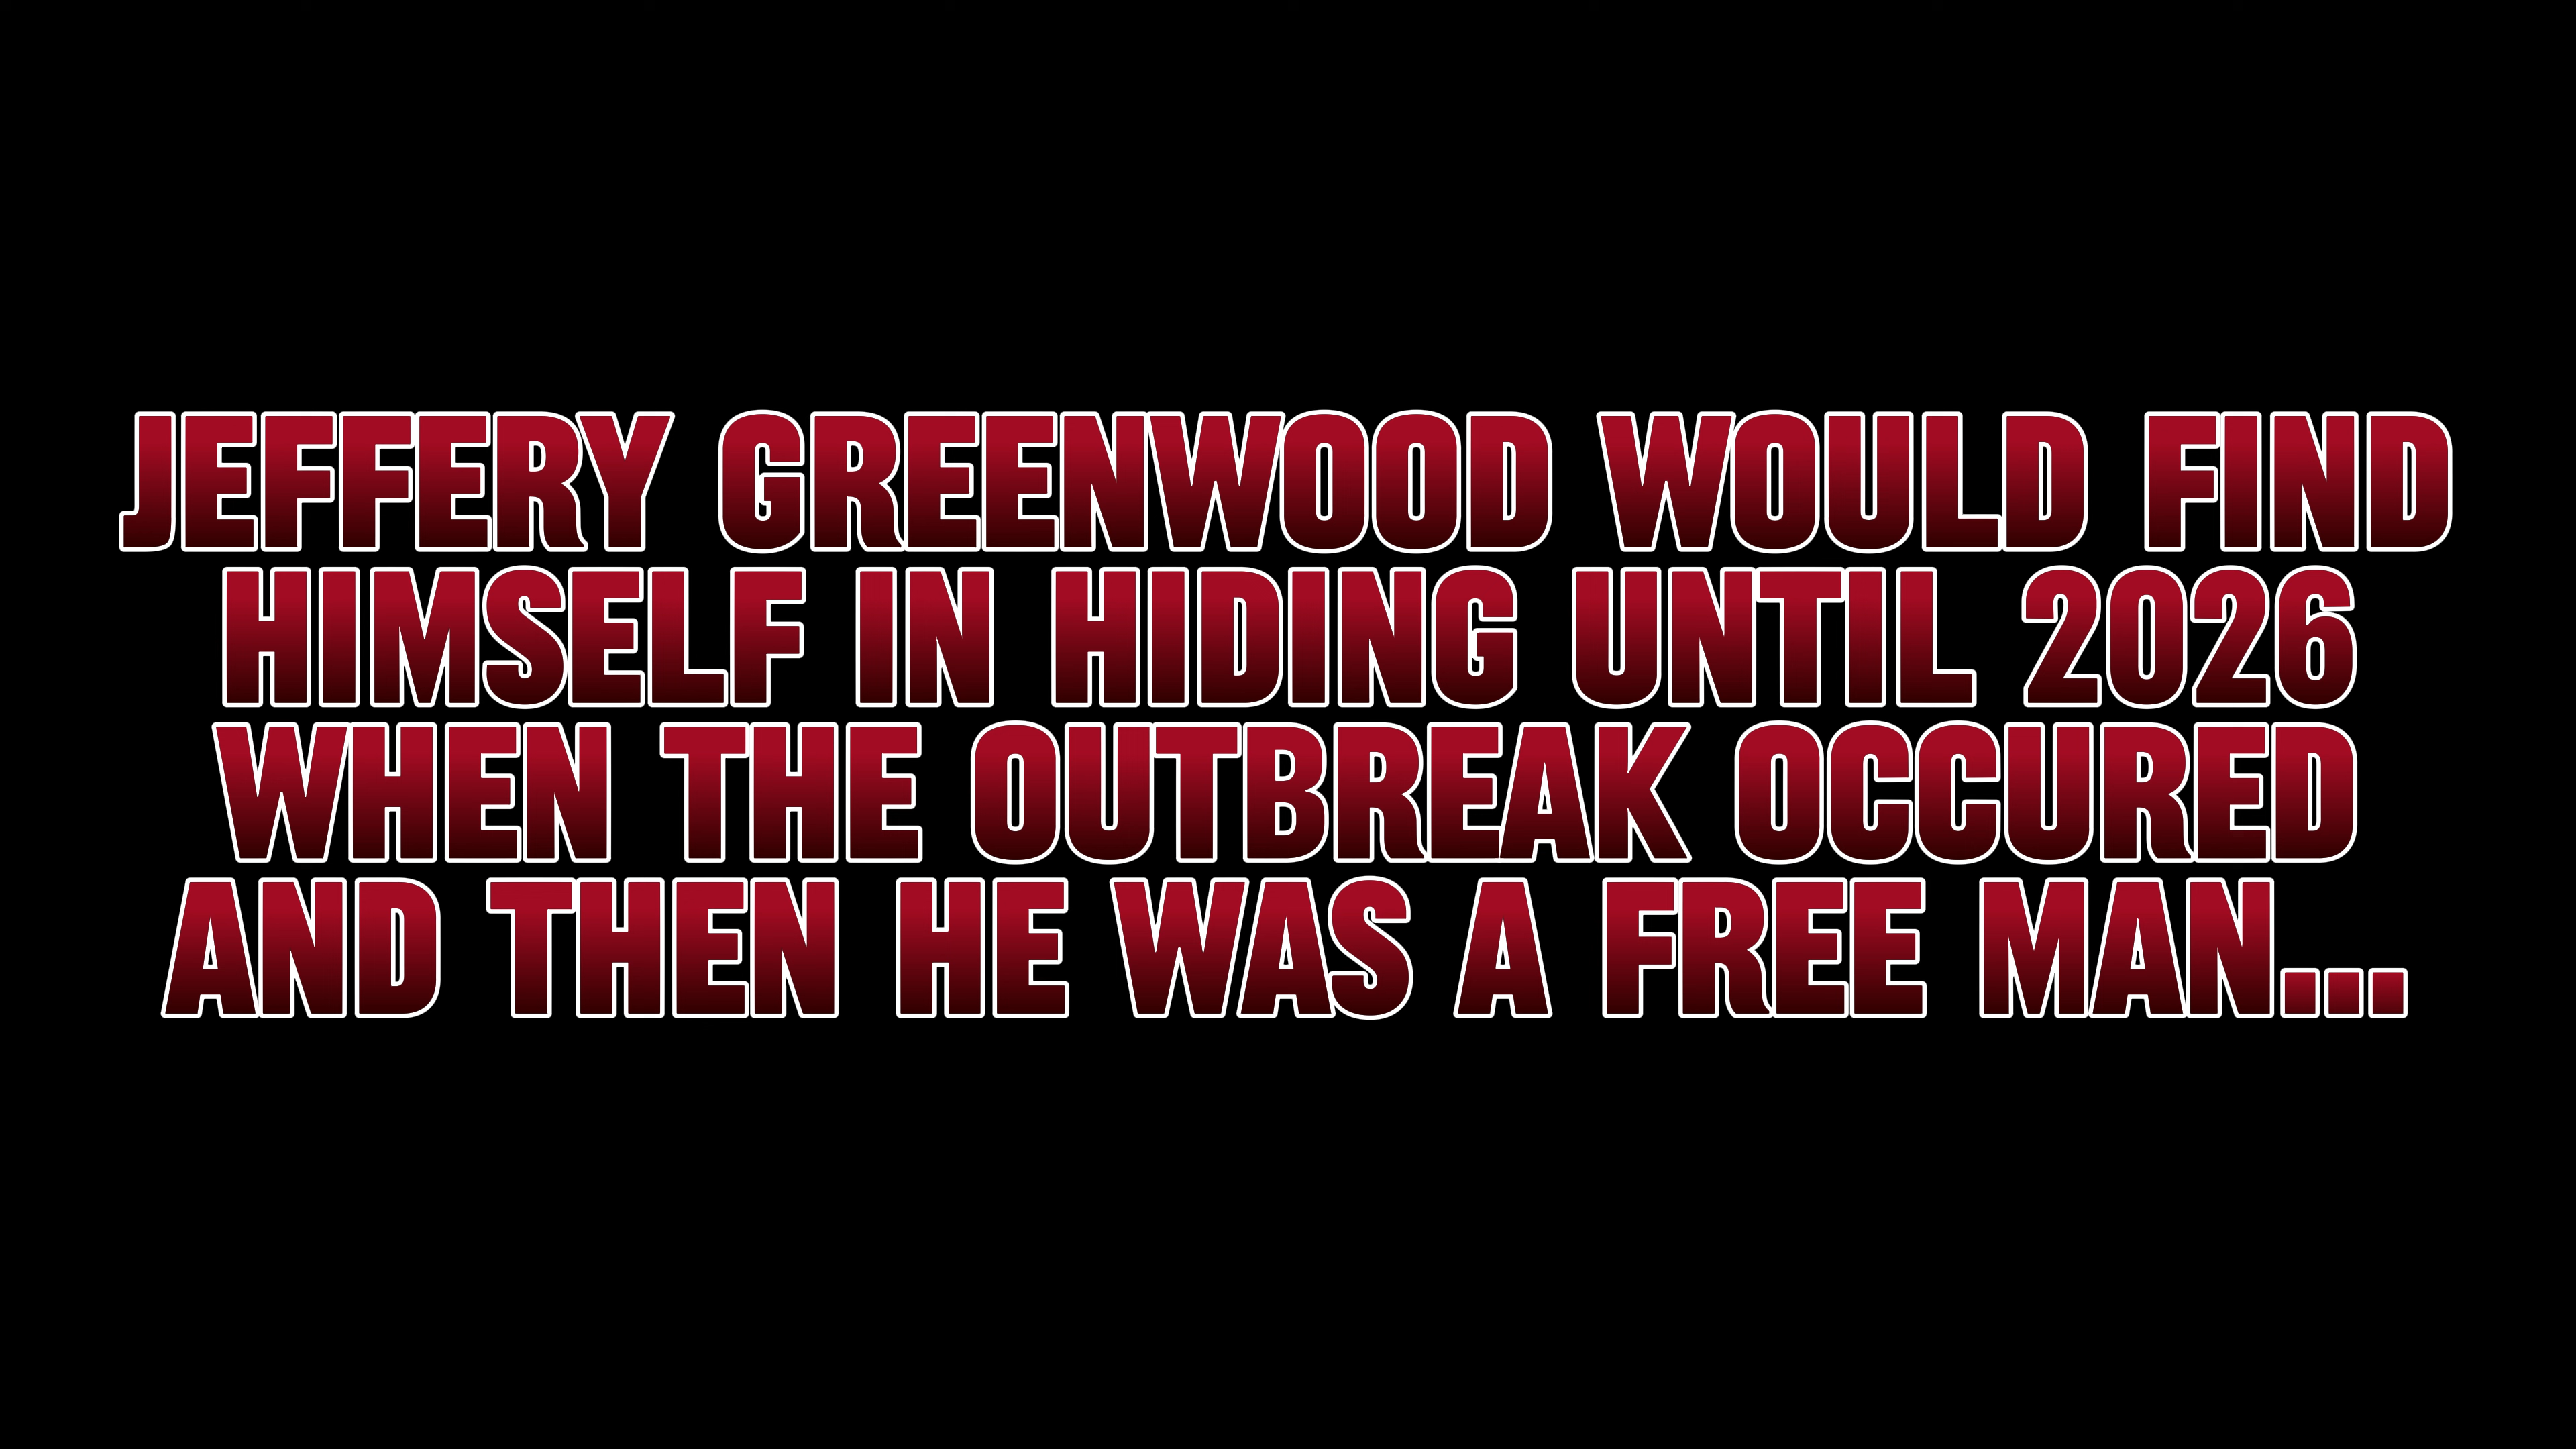 JEFFERY GREENWOOD WOULD FIND
HIMSELF IN HIDING UNTIL 2026
WHEN THE OUTBREAK OCCURED
AND THEN HE WAS A FREE MAN...